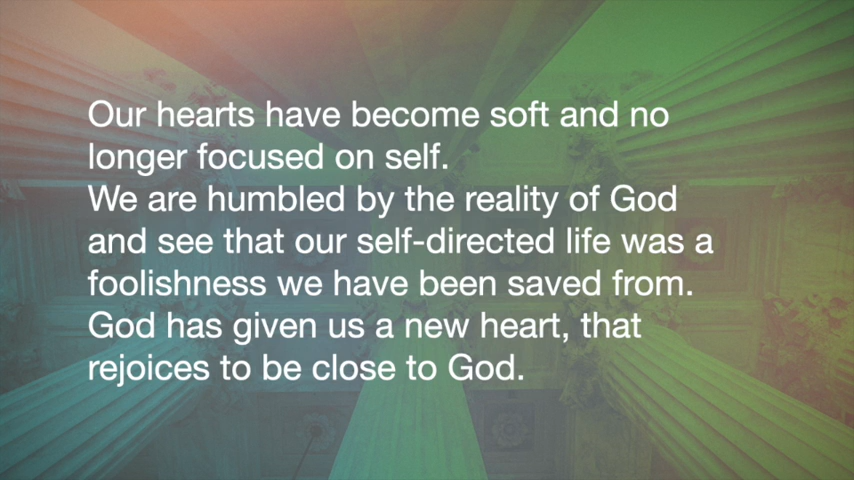 Our hearts have become soft and no
longer focused on self.
We are humbled by the reality of God
and see that our self-directed life was a
foolishness we have been saved from.
God has given us a new heart, that
rejoices to be close to God.